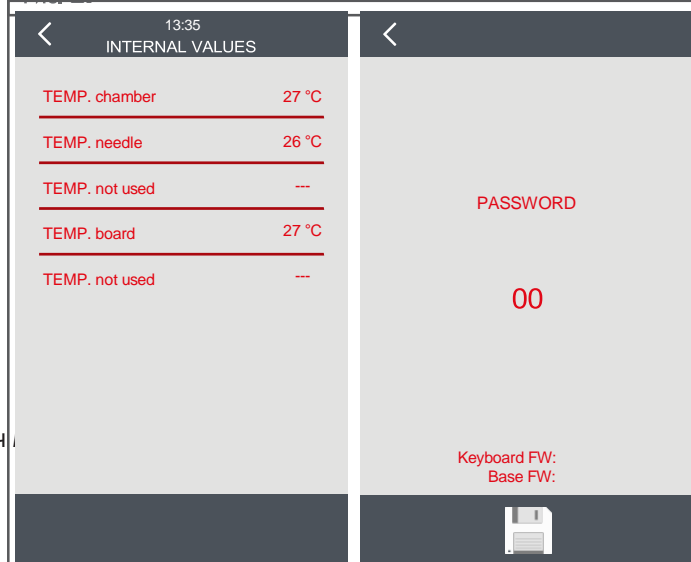 13:35
INTERNAL VALUES
TEMP. chamber 27 °C
TEMP. needle 26 °C
TEMP. not used ---
TEMP. board 27 °C
TEMP. not used ---
PASSWORD
00
Keyboard FW:
Base FW: